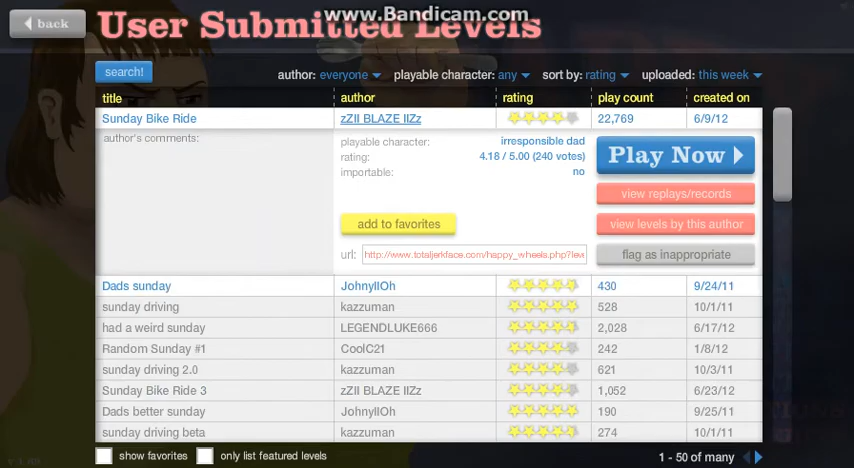 www.Bandicam.com
back
User Submitted Levels
search!
author: everyone playable character: any sort by: rating uploaded: this week
title author rating play count created on
Sunday Bike Ride zZII BLAZE IIZz 22,769 6/9/12
author's comments:
playable character: irresponsible dad
rating: 4.18 / 5.00 (240 votes)
importable: no
Play Now
view replays/records
add to favorites
view levels by this author
url: http://www.totaljerkface.com/happy_wheels.php?leve
flag as inappropriate
Dads sunday JohnyIIOh 430 9/24/11
sunday driving kazzuman 528 10/1/11
had a weird sunday LEGENDLUKE666 2,028 6/17/12
Random Sunday #1 CoolC21 242 1/8/12
sunday driving 2.0 kazzuman 621 10/3/11
Sunday Bike Ride 3 zZII BLAZE IIZz 1,052 6/23/12
Dads better sunday JohnyIIOh 190 9/25/11
sunday driving beta kazzuman 274 10/1/11
show favorites only list featured levels 1 - 50 of many